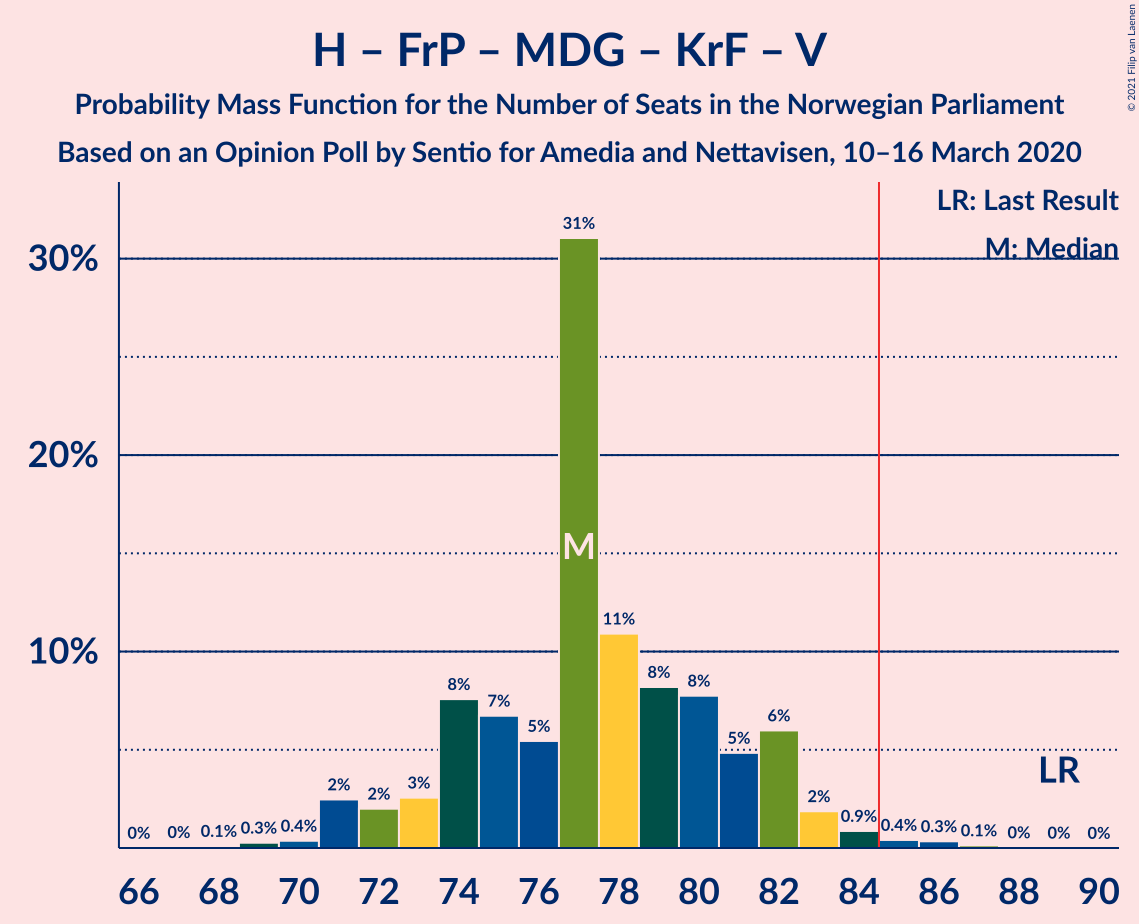 © 2021 Filip van Laenen
H – FrP – MDG – KrF – V
Probability Mass Function for the Number of Seats in the Norwegian Parliament
Based on an Opinion Poll by Sentio for Amedia and Nettavisen, 10–16 March 2020
LR: Last Result
M: Median
30%
20%
10%
0% 0% 0.1% 0.3% 0.4% 2% 2% 3% 8% 7% 5% 31% 11% 8% 8% 5% 6% 2% 0.9% 0.4% 0.3% 0.1% 0% 0% 0%
M
LR
66 68 70 72 74 76 78 80 82 84 86 88 90